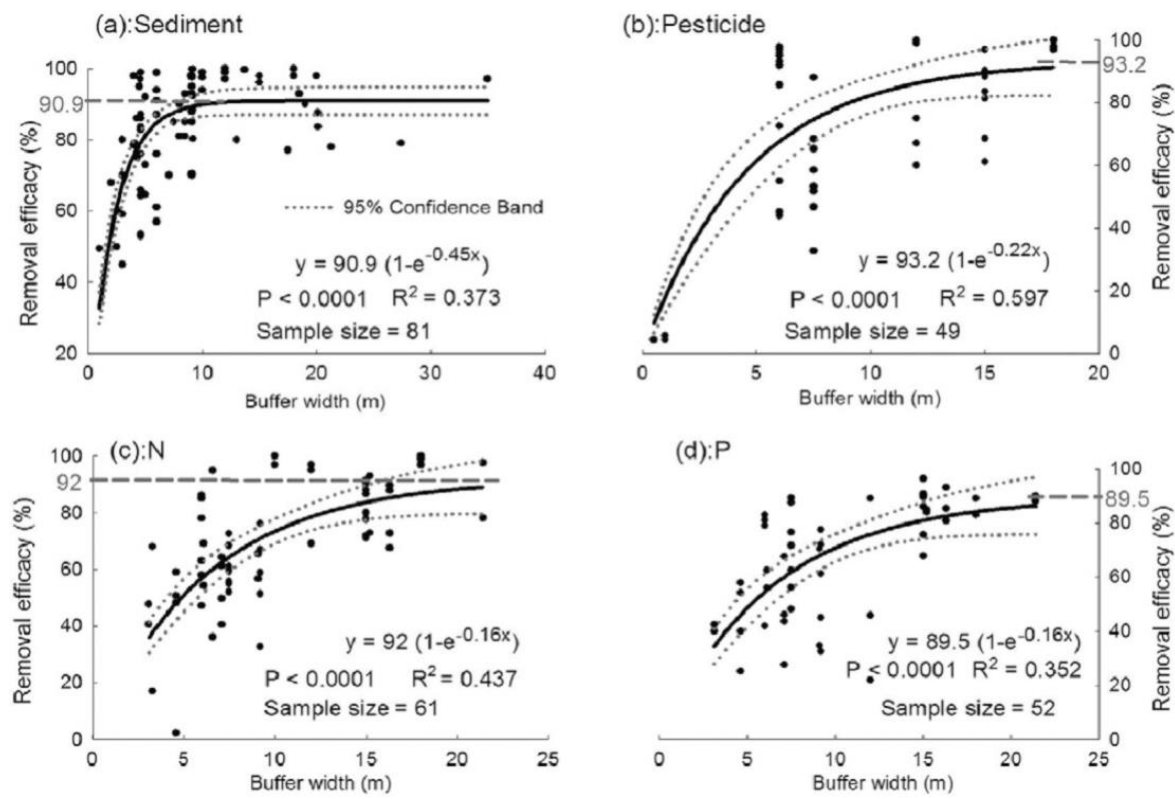 (a):Sediment
100
90.9
80
60
40
20
0
10
20
30
40
Removal efficacy (%)
Buffer width (m)
95% Confidence Band
y = 90.9 (1-e^-0.45x)
P < 0.0001 R² = 0.373
Sample size = 81
(b):Pesticide
100
93.2
80
60
40
20
0
0
5
10
15
20
Removal efficacy (%)
Buffer width (m)
y = 93.2 (1-e^-0.22x)
P < 0.0001 R² = 0.597
Sample size = 49
(c):N
100
92
80
60
40
20
0
0
5
10
15
20
25
Removal efficacy (%)
Buffer width (m)
y = 92 (1-e^-0.16x)
P < 0.0001 R² = 0.437
Sample size = 61
(d):P
100
89.5
80
60
40
20
0
0
5
10
15
20
25
Removal efficacy (%)
Buffer width (m)
y = 89.5 (1-e^-0.16x)
P < 0.0001 R² = 0.352
Sample size = 52